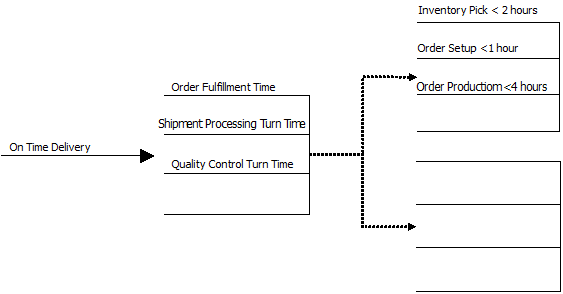 On Time Delivery
Order Fulfillment Time
Shipment Processing Turn Time
Quality Control Turn Time
Inventory Pick < 2 hours
Order Setup <1 hour
Order Productiom <4 hours